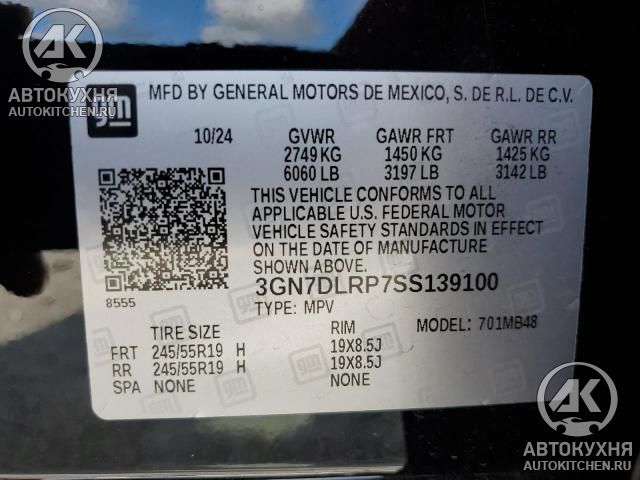 АК
АВТОКУХНЯ
AUTOKITCHEN.RU
gm
MFD BY GENERAL MOTORS DE MEXICO, S. DE R.L. DE C.V.
10/24 GVWR GAWR FRT GAWR RR
2749 KG 1450 KG 1425 KG
6060 LB 3197 LB 3142 LB
THIS VEHICLE CONFORMS TO ALL
APPLICABLE U.S. FEDERAL MOTOR
VEHICLE SAFETY STANDARDS IN EFFECT
ON THE DATE OF MANUFACTURE
SHOWN ABOVE.
8555
3GN7DLRP7SS139100
TYPE: MPV MODEL: 701MB48
TIRE SIZE RIM
FRT 245/55R19 H 19X8.5J
RR 245/55R19 H 19X8.5J
SPA NONE NONE
АК
АВТОКУХНЯ
AUTOKITCHEN.RU